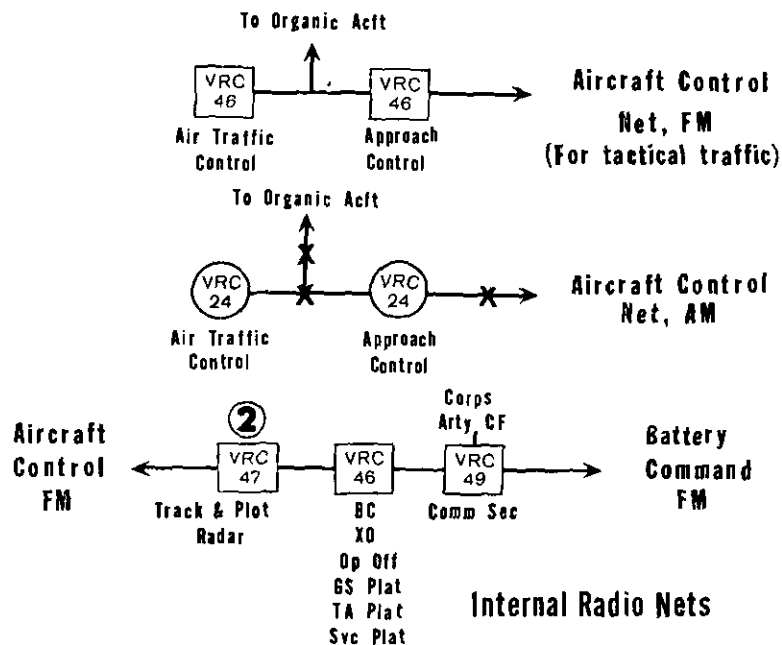 To Organic Acft
VRC
46
VRC
46
Air Traffic
Control
Approach
Control
Aircraft Control
Net, FM
(For tactical traffic)
To Organic Acft
VRC
24
VRC
24
Air Traffic
Control
Approach
Control
Aircraft Control
Net, AM
Aircraft
Control
FM
2
VRC
47
Track & Plot
Radar
VRC
46
BC
XO
Op Off
GS Plat
TA Plat
Svc Plat
Corps
Arty CF
VRC
49
Comm Sec
Battery
Command
FM
Internal Radio Nets